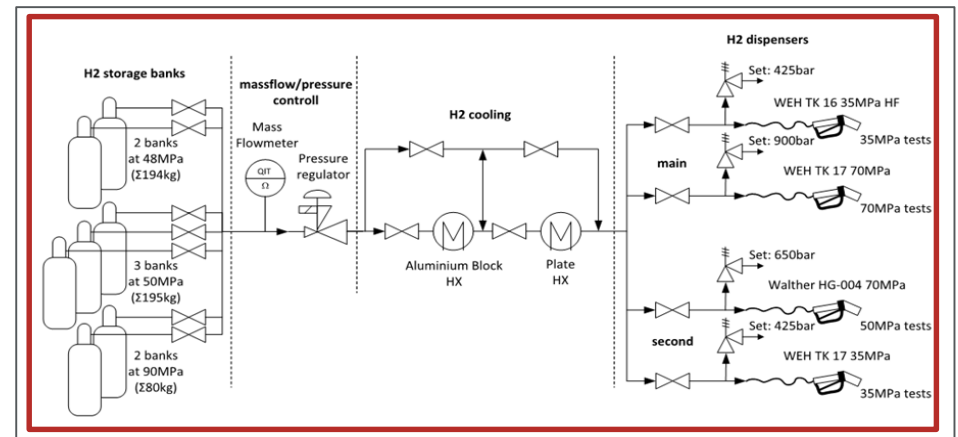 H2 storage banks
2 banks
at 48MPa
(Σ194kg)
3 banks
at 50MPa
(Σ195kg)
2 banks
at 90MPa
(Σ80kg)
massflow/pressure
controll
Mass
Flowmeter
QIT
Ω
Pressure
regulator
H2 cooling
Aluminium Block
HX
Plate
HX
H2 dispensers
Set: 425bar
WEH TK 16 35MPa HF
35MPa tests
main
Set: 900bar
WEH TK 17 70MPa
70MPa tests
Set: 650bar
Walther HG-004 70MPa
50MPa tests
second
Set: 425bar
WEH TK 17 35MPa
35MPa tests